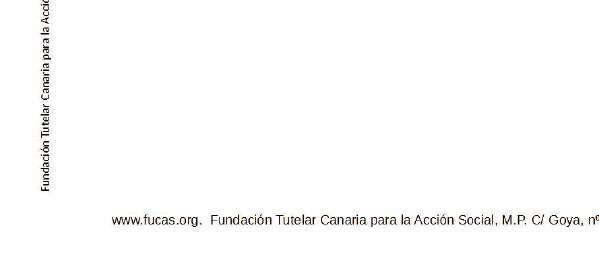 Fundación Tutelar Canaria para la Acció
www.fucas.org. Fundación Tutelar Canaria para la Acción Social, M.P. C/ Goya, nº